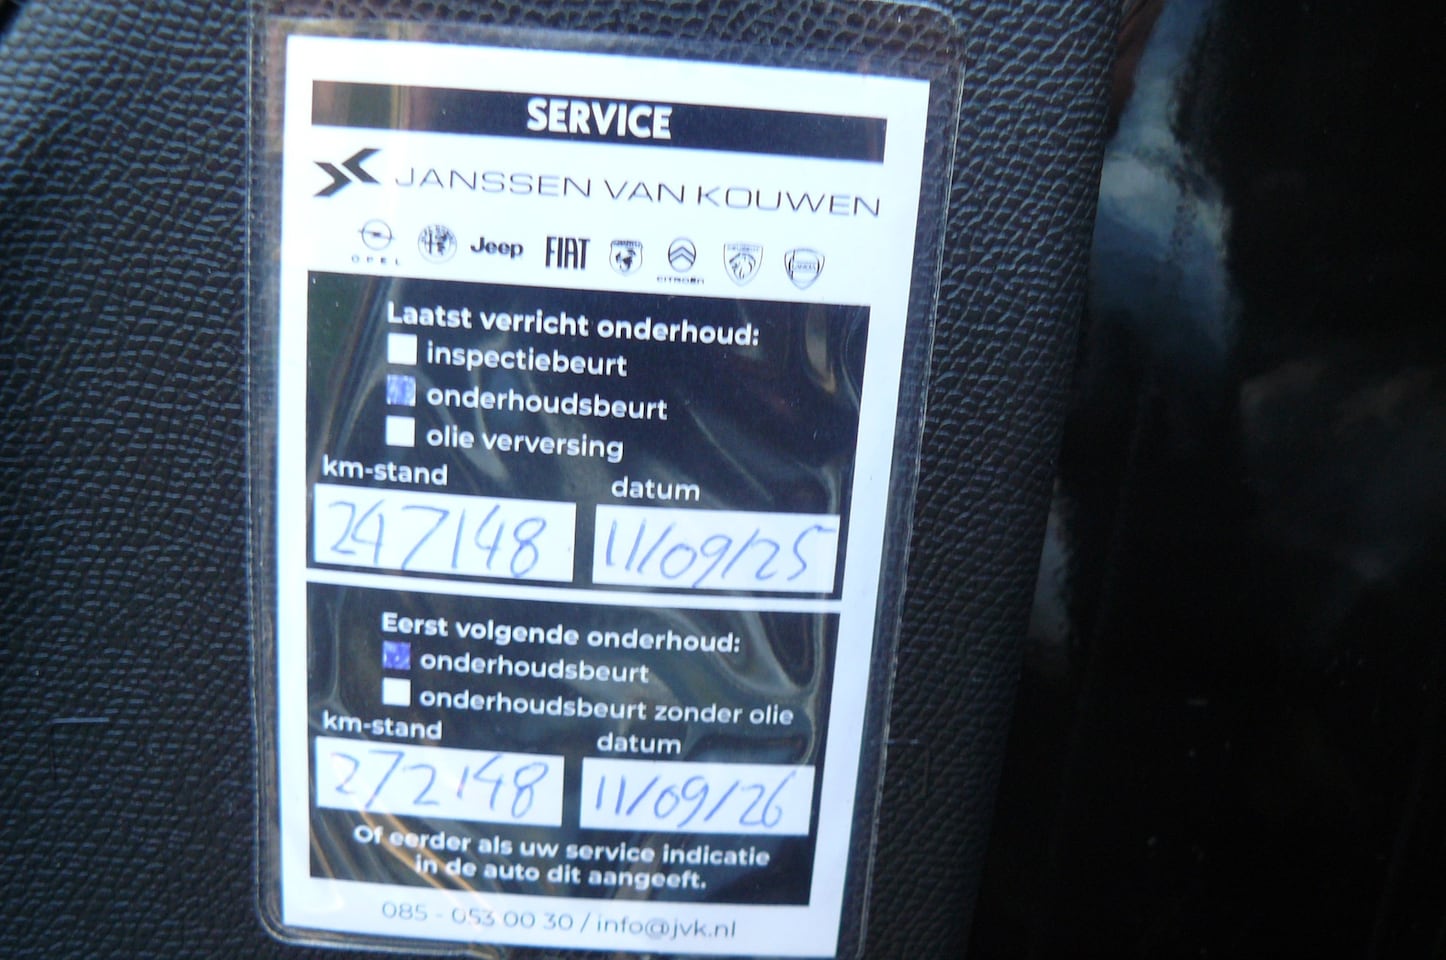 SERVICE
JANSSEN VAN KOUWEN
OPEL Jeep FIAT CITROËN
Laatst verricht onderhoud:
inspectiebeurt
onderhoudsbeurt
olie verversing
km-stand datum
247148 11/09/25
Eerst volgende onderhoud:
onderhoudsbeurt
onderhoudsbeurt zonder olie
km-stand datum
272148 11/09/26
Of eerder als uw service indicatie
in de auto dit aangeeft.
085 - 053 00 30 / info@jvk.nl